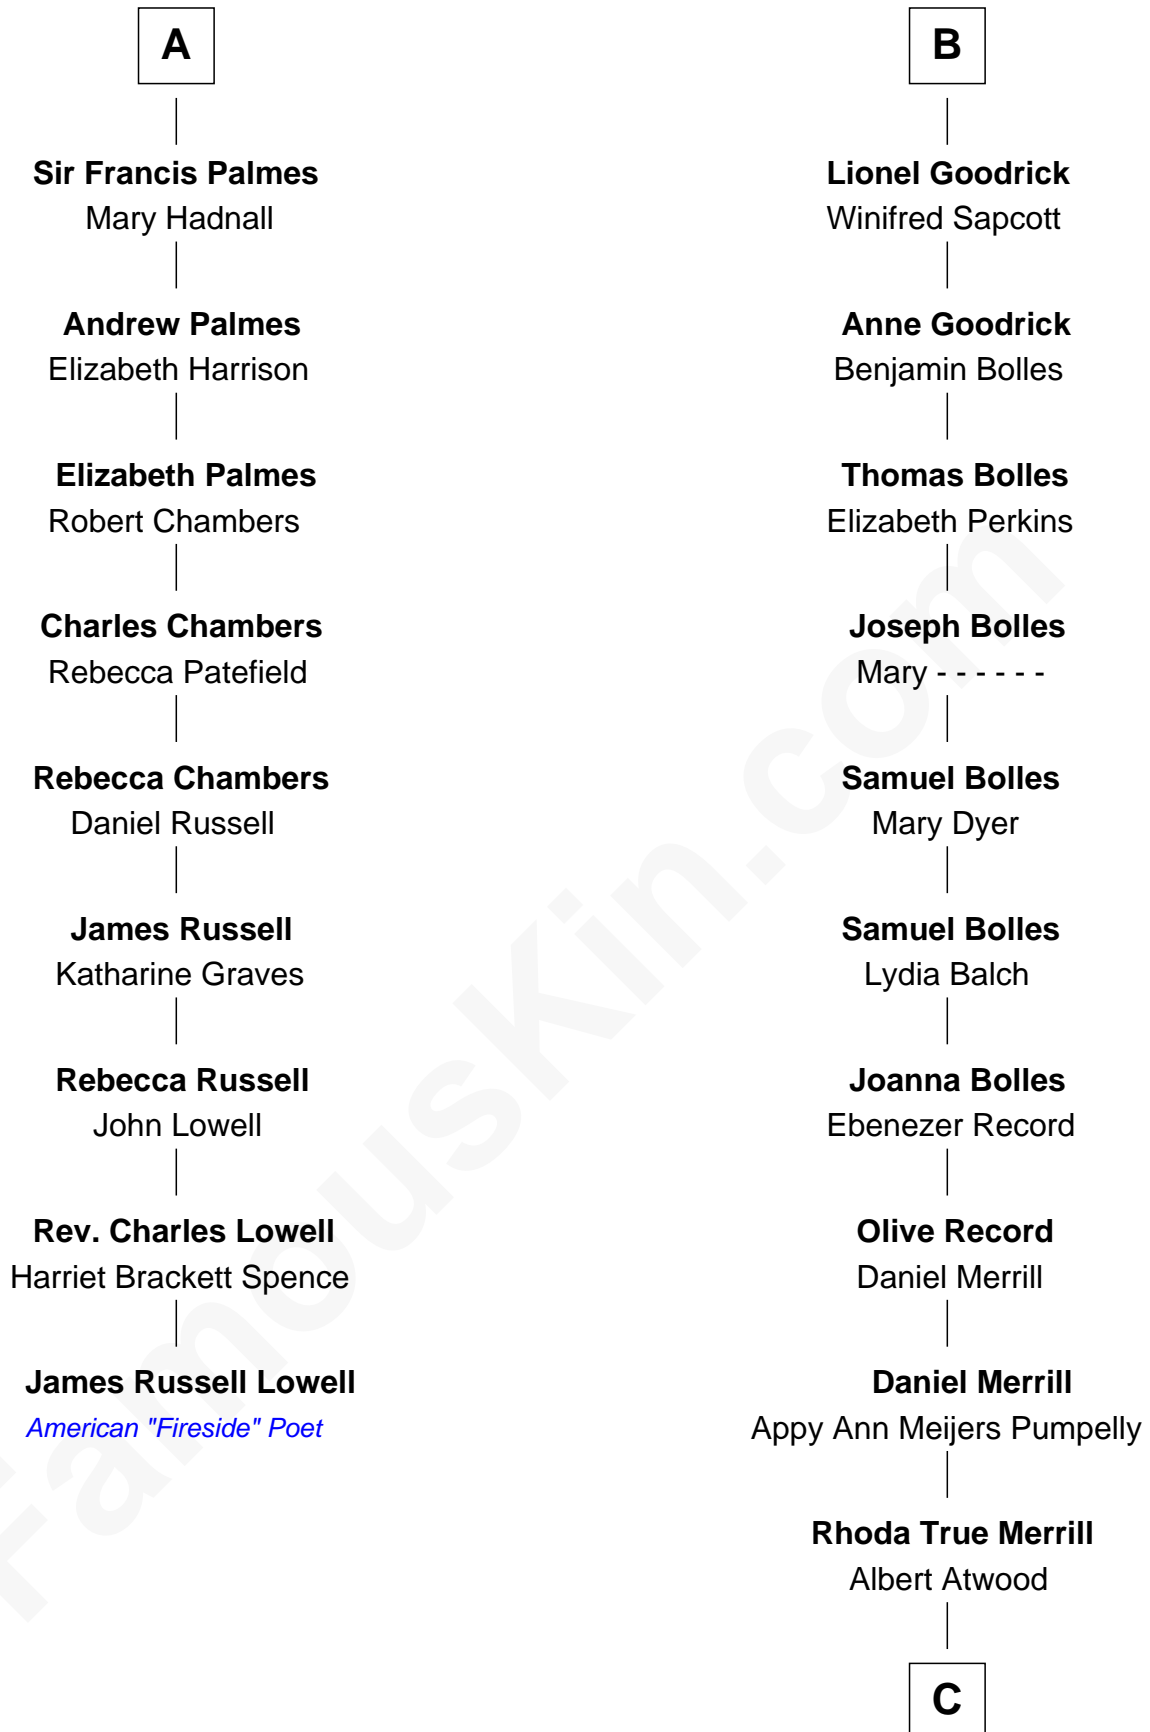 A
Sir Francis Palmes
Mary Hadnall
Andrew Palmes
Elizabeth Harrison
Elizabeth Palmes
Robert Chambers
Charles Chambers
Rebecca Patefield
Rebecca Chambers
Daniel Russell
James Russell
Katharine Graves
Rebecca Russell
John Lowell
Rev. Charles Lowell
Harriet Brackett Spence
James Russell Lowell
American "Fireside" Poet
B
Lionel Goodrick
Winifred Sapcott
Anne Goodrick
Benjamin Bolles
Thomas Bolles
Elizabeth Perkins
Joseph Bolles
Mary - - - - - -
Samuel Bolles
Mary Dyer
Samuel Bolles
Lydia Balch
Joanna Bolles
Ebenezer Record
Olive Record
Daniel Merrill
Daniel Merrill
Appy Ann Meijers Pumpelly
Rhoda True Merrill
Albert Atwood
C
FamousKin.com